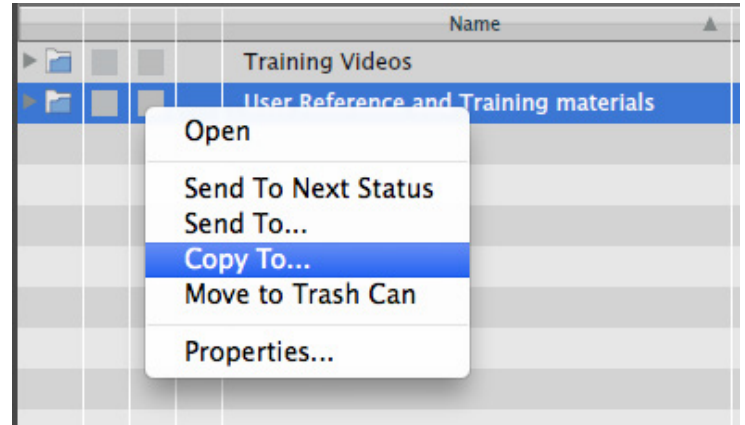 Name
Training Videos
User Reference and Training materials
Open
Send To Next Status
Send To...
Copy To...
Move to Trash Can
Properties...